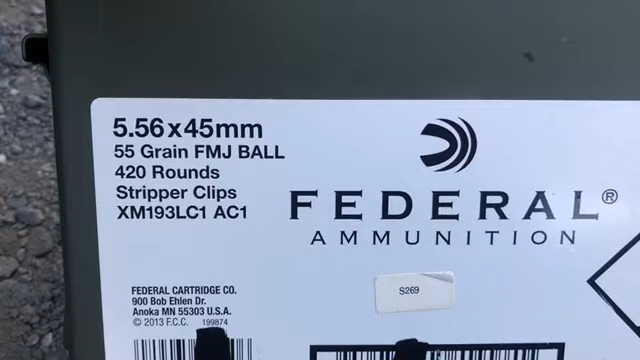 5.56x45mm
55 Grain FMJ BALL
420 Rounds
Stripper Clips
XM193LC1 AC1
FEDERAL®
AMMUNITION
S269
FEDERAL CARTRIDGE CO.
900 Bob Ehlen Dr.
Anoka MN 55303 U.S.A.
© 2013 F.C.C. 199874